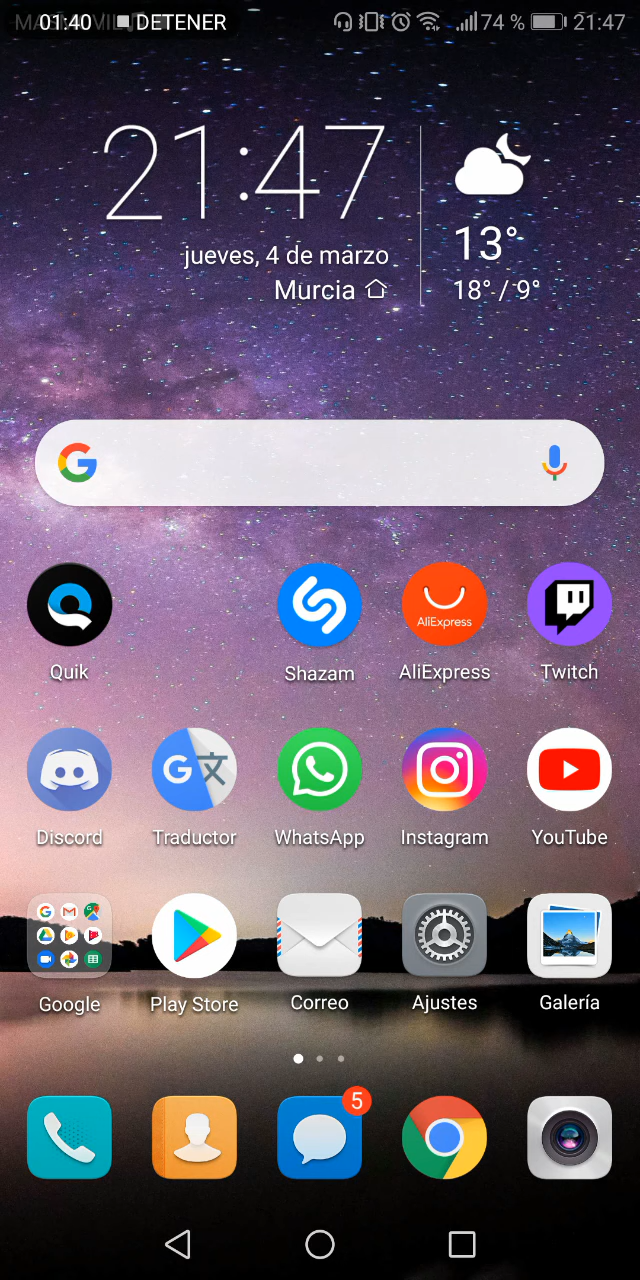 01:40 DETENER 74 % 21:47
21:47
jueves, 4 de marzo
Murcia
13°
18° / 9°
AliExpress
Quik Shazam AliExpress Twitch
Discord Traductor WhatsApp Instagram YouTube
Google Play Store Correo Ajustes Galería
5